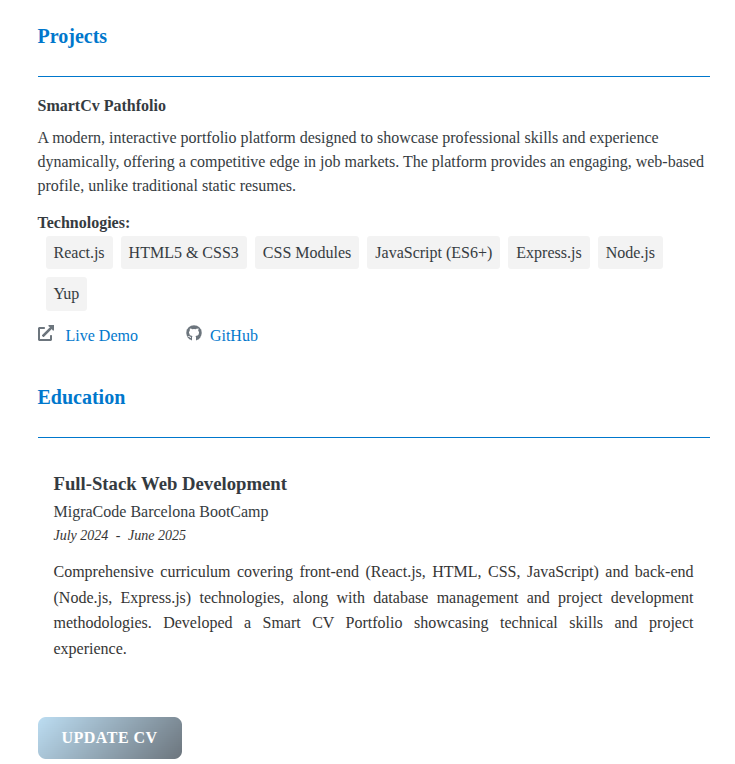 Projects
SmartCv Pathfolio
A modern, interactive portfolio platform designed to showcase professional skills and experience
dynamically, offering a competitive edge in job markets. The platform provides an engaging, web-based
profile, unlike traditional static resumes.
Technologies:
React.js HTML5 & CSS3 CSS Modules JavaScript (ES6+) Express.js Node.js
Yup
Live Demo GitHub
Education
Full-Stack Web Development
MigraCode Barcelona BootCamp
July 2024 - June 2025
Comprehensive curriculum covering front-end (React.js, HTML, CSS, JavaScript) and back-end
(Node.js, Express.js) technologies, along with database management and project development
methodologies. Developed a Smart CV Portfolio showcasing technical skills and project
experience.
UPDATE CV